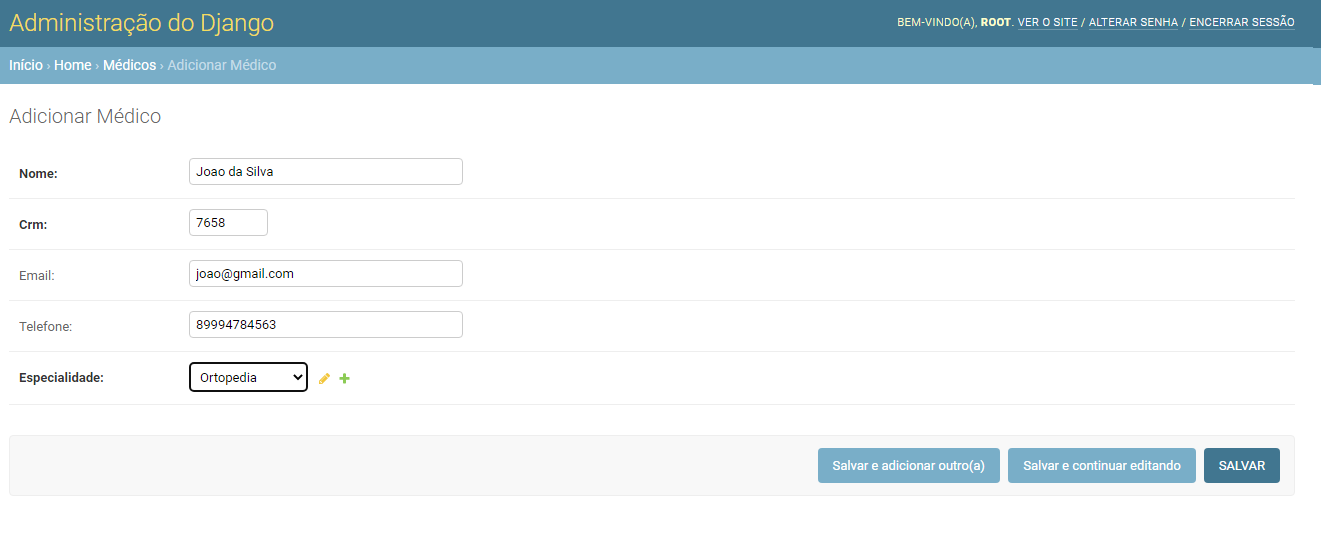 Administração do Django
BEM-VINDO(A), ROOT. VER O SITE / ALTERAR SENHA / ENCERRAR SESSÃO
Início › Home › Médicos › Adicionar Médico
Adicionar Médico
Nome: Joao da Silva
Crm: 7658
Email: joao@gmail.com
Telefone: 89994784563
Especialidade: Ortopedia
Salvar e adicionar outro(a) Salvar e continuar editando SALVAR